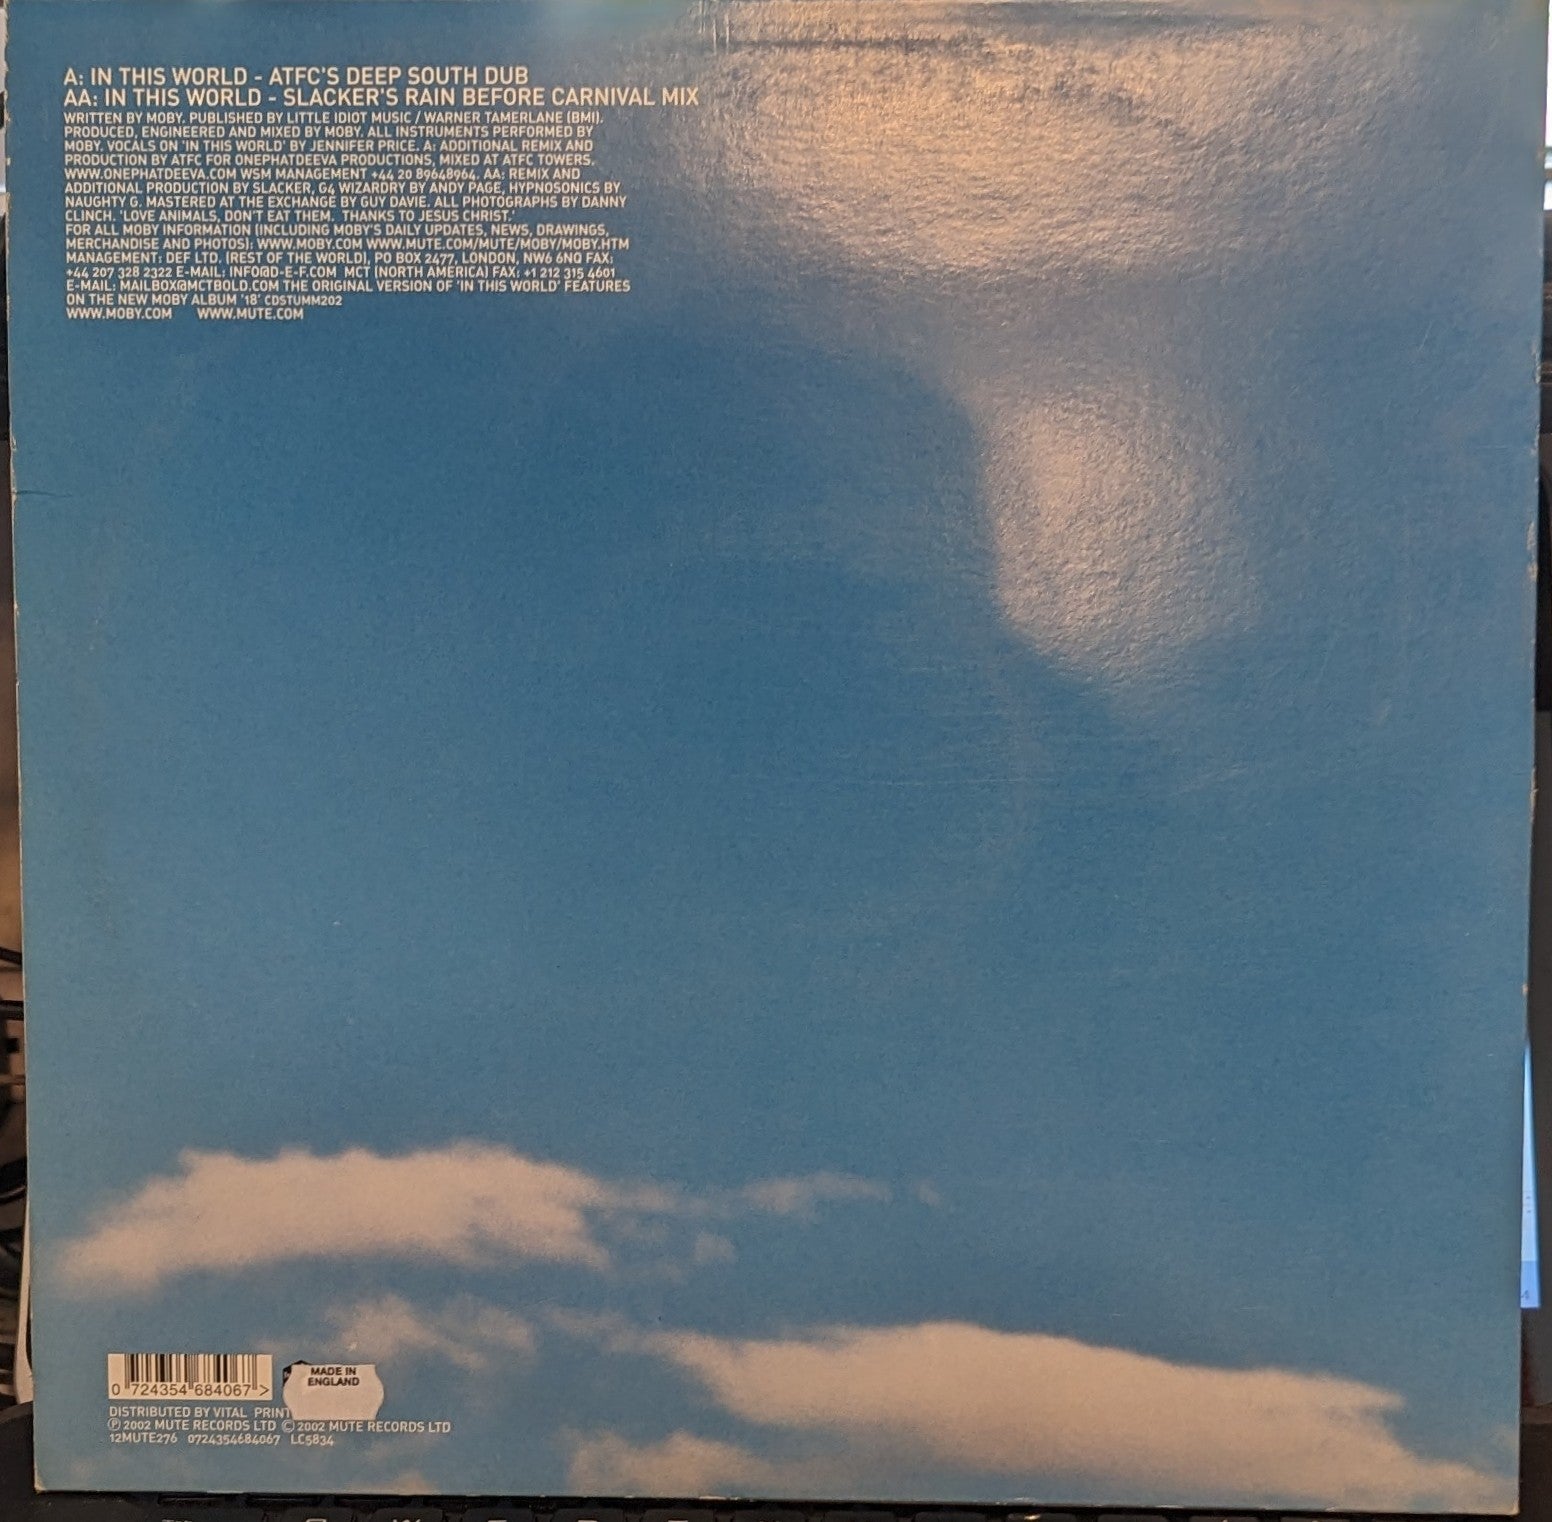 A: IN THIS WORLD - ATFC'S DEEP SOUTH DUB
AA: IN THIS WORLD - SLACKER'S RAIN BEFORE CARNIVAL MIX
WRITTEN BY MOBY. PUBLISHED BY LITTLE IDIOT MUSIC / WARNER TAMERLANE (BMI).
PRODUCED, ENGINEERED AND MIXED BY MOBY. ALL INSTRUMENTS PERFORMED BY
MOBY. VOCALS ON 'IN THIS WORLD' BY JENNIFER PRICE. A: ADDITIONAL REMIX AND
PRODUCTION BY ATFC FOR ONEPHATDEEVA PRODUCTIONS, MIXED AT ATFC TOWERS.
WWW.ONEPHATDEEVA.COM WSM MANAGEMENT +44 20 89648964. AA: REMIX AND
ADDITIONAL PRODUCTION BY SLACKER, G4 WIZARDRY BY ANDY PAGE, HYPNOSONICS BY
NAUGHTY G. MASTERED AT THE EXCHANGE BY GUY DAVIE. ALL PHOTOGRAPHS BY DANNY
CLINCH. 'LOVE ANIMALS, DON'T EAT THEM. THANKS TO JESUS CHRIST.'
FOR ALL MOBY INFORMATION (INCLUDING MOBY'S DAILY UPDATES, NEWS, DRAWINGS,
MERCHANDISE AND PHOTOS): WWW.MOBY.COM WWW.MUTE.COM/MUTE/MOBY/MOBY.HTM
MANAGEMENT: DEF LTD. (REST OF THE WORLD), PO BOX 2477, LONDON, NW6 6NQ FAX:
+44 207 328 2322 E-MAIL: INFO@D-E-F.COM MCT (NORTH AMERICA) FAX: +1 212 315 4601
E-MAIL: MAILBOX@MCTBOLD.COM THE ORIGINAL VERSION OF 'IN THIS WORLD' FEATURES
ON THE NEW MOBY ALBUM '18' CDSTUMM202
WWW.MOBY.COM WWW.MUTE.COM
0 724354 684067 >
MADE IN
ENGLAND
DISTRIBUTED BY VITAL PRINT
℗ 2002 MUTE RECORDS LTD © 2002 MUTE RECORDS LTD
12MUTE276 0724354684067 LC5834